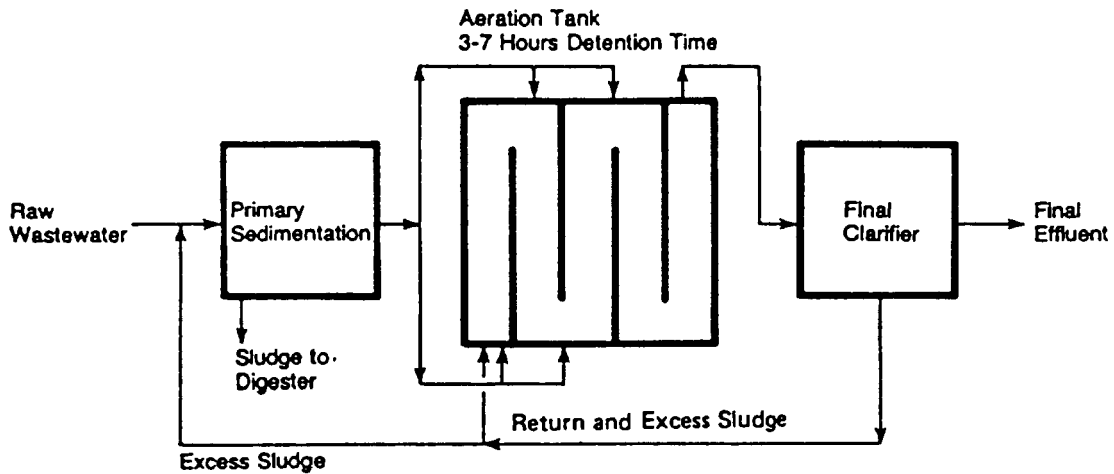 Aeration Tank
3-7 Hours Detention Time
Raw
Wastewater
Primary
Sedimentation
Final
Clarifier
Final
Effluent
Sludge to
Digester
Return and Excess Sludge
Excess Sludge